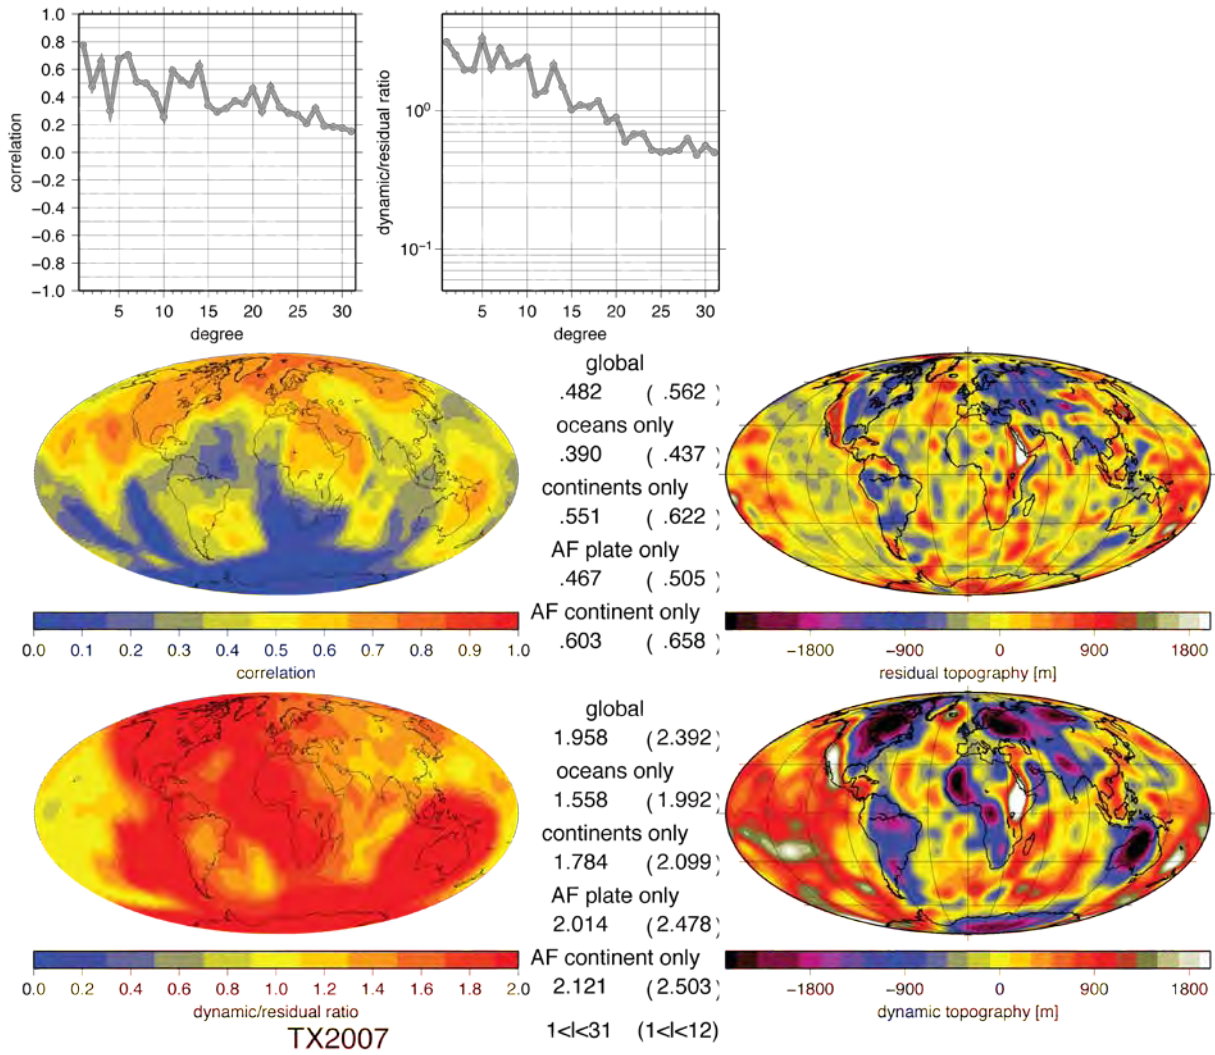 1.0
0.8
0.6
0.4
0.2
0.0
−0.2
−0.4
−0.6
−0.8
−1.0
correlation
5 10 15 20 25 30
degree
10⁰
10⁻¹
dynamic/residual ratio
5 10 15 20 25 30
degree
global
.482 ( .562)
oceans only
.390 ( .437)
continents only
.551 ( .622)
AF plate only
.467 ( .505)
AF continent only
.603 ( .658)
0.0 0.1 0.2 0.3 0.4 0.5 0.6 0.7 0.8 0.9 1.0
correlation
−1800 −900 0 900 1800
residual topography [m]
global
1.958 (2.392)
oceans only
1.558 (1.992)
continents only
1.784 (2.099)
AF plate only
2.014 (2.478)
AF continent only
2.121 (2.503)
1<l<31 (1<l<12)
0.0 0.2 0.4 0.6 0.8 1.0 1.2 1.4 1.6 1.8 2.0
dynamic/residual ratio
−1800 −900 0 900 1800
dynamic topography [m]
TX2007